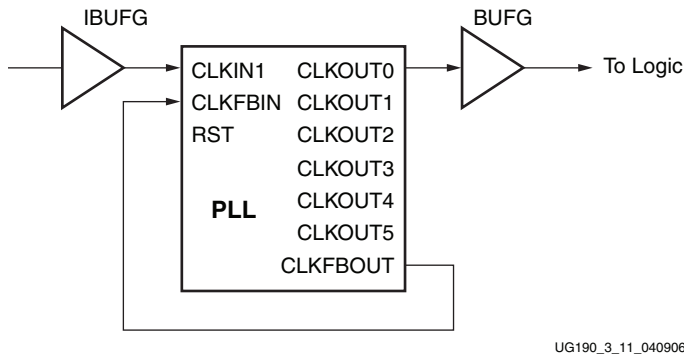 IBUFG
BUFG
CLKIN1 CLKOUT0
To Logic
CLKFBIN CLKOUT1
RST CLKOUT2
CLKOUT3
PLL CLKOUT4
CLKOUT5
CLKFBOUT
UG190_3_11_040906